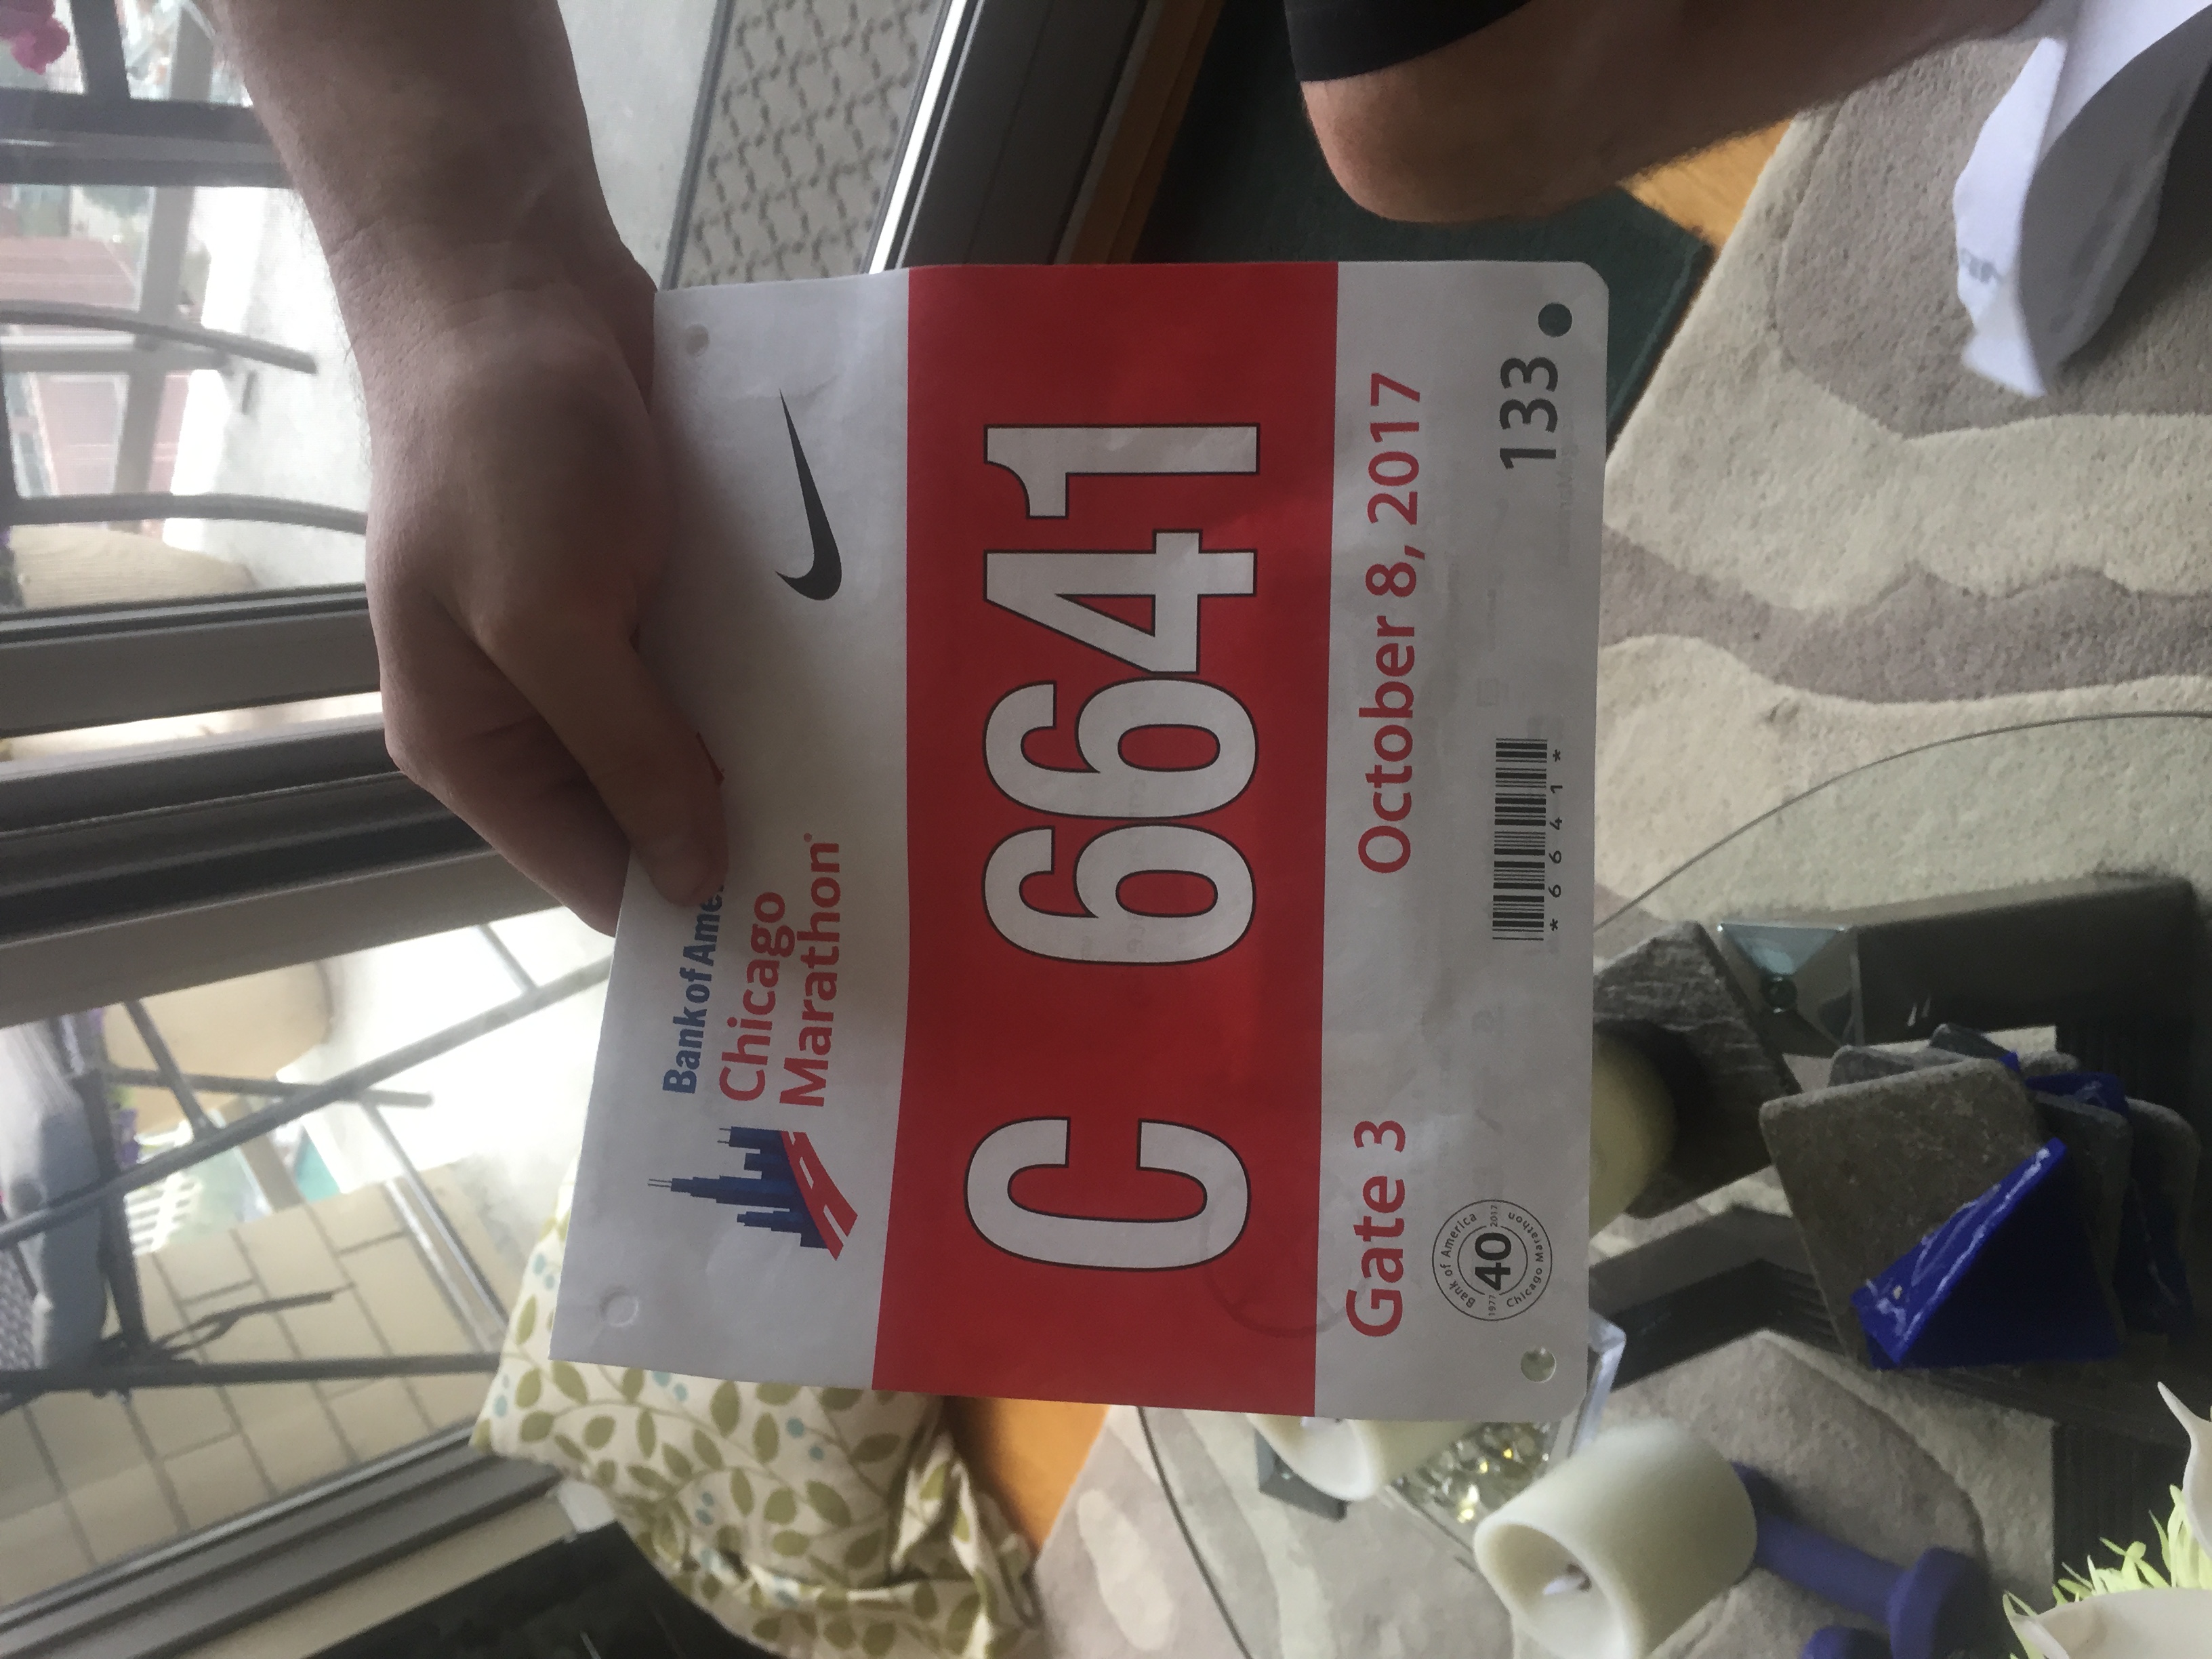 Bank of Ame
Chicago
Marathon®
C 6641
Gate 3
October 8, 2017
Bank of America
1977 40 2017
Chicago Marathon
*6641*
133